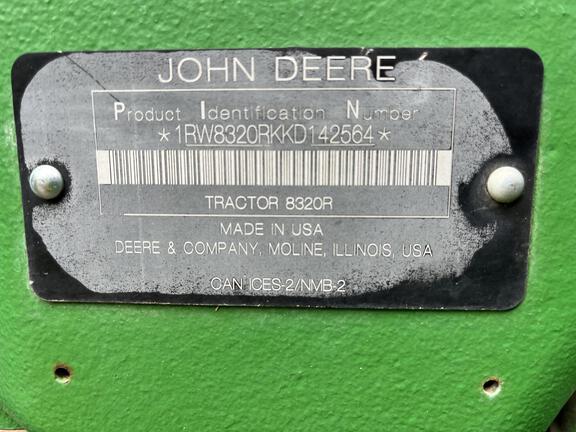 JOHN DEERE
Product Identification Number
*1RW8320RKKD142564*
TRACTOR 8320R
MADE IN USA
DEERE & COMPANY, MOLINE, ILLINOIS, USA
CAN ICES-2/NMB-2